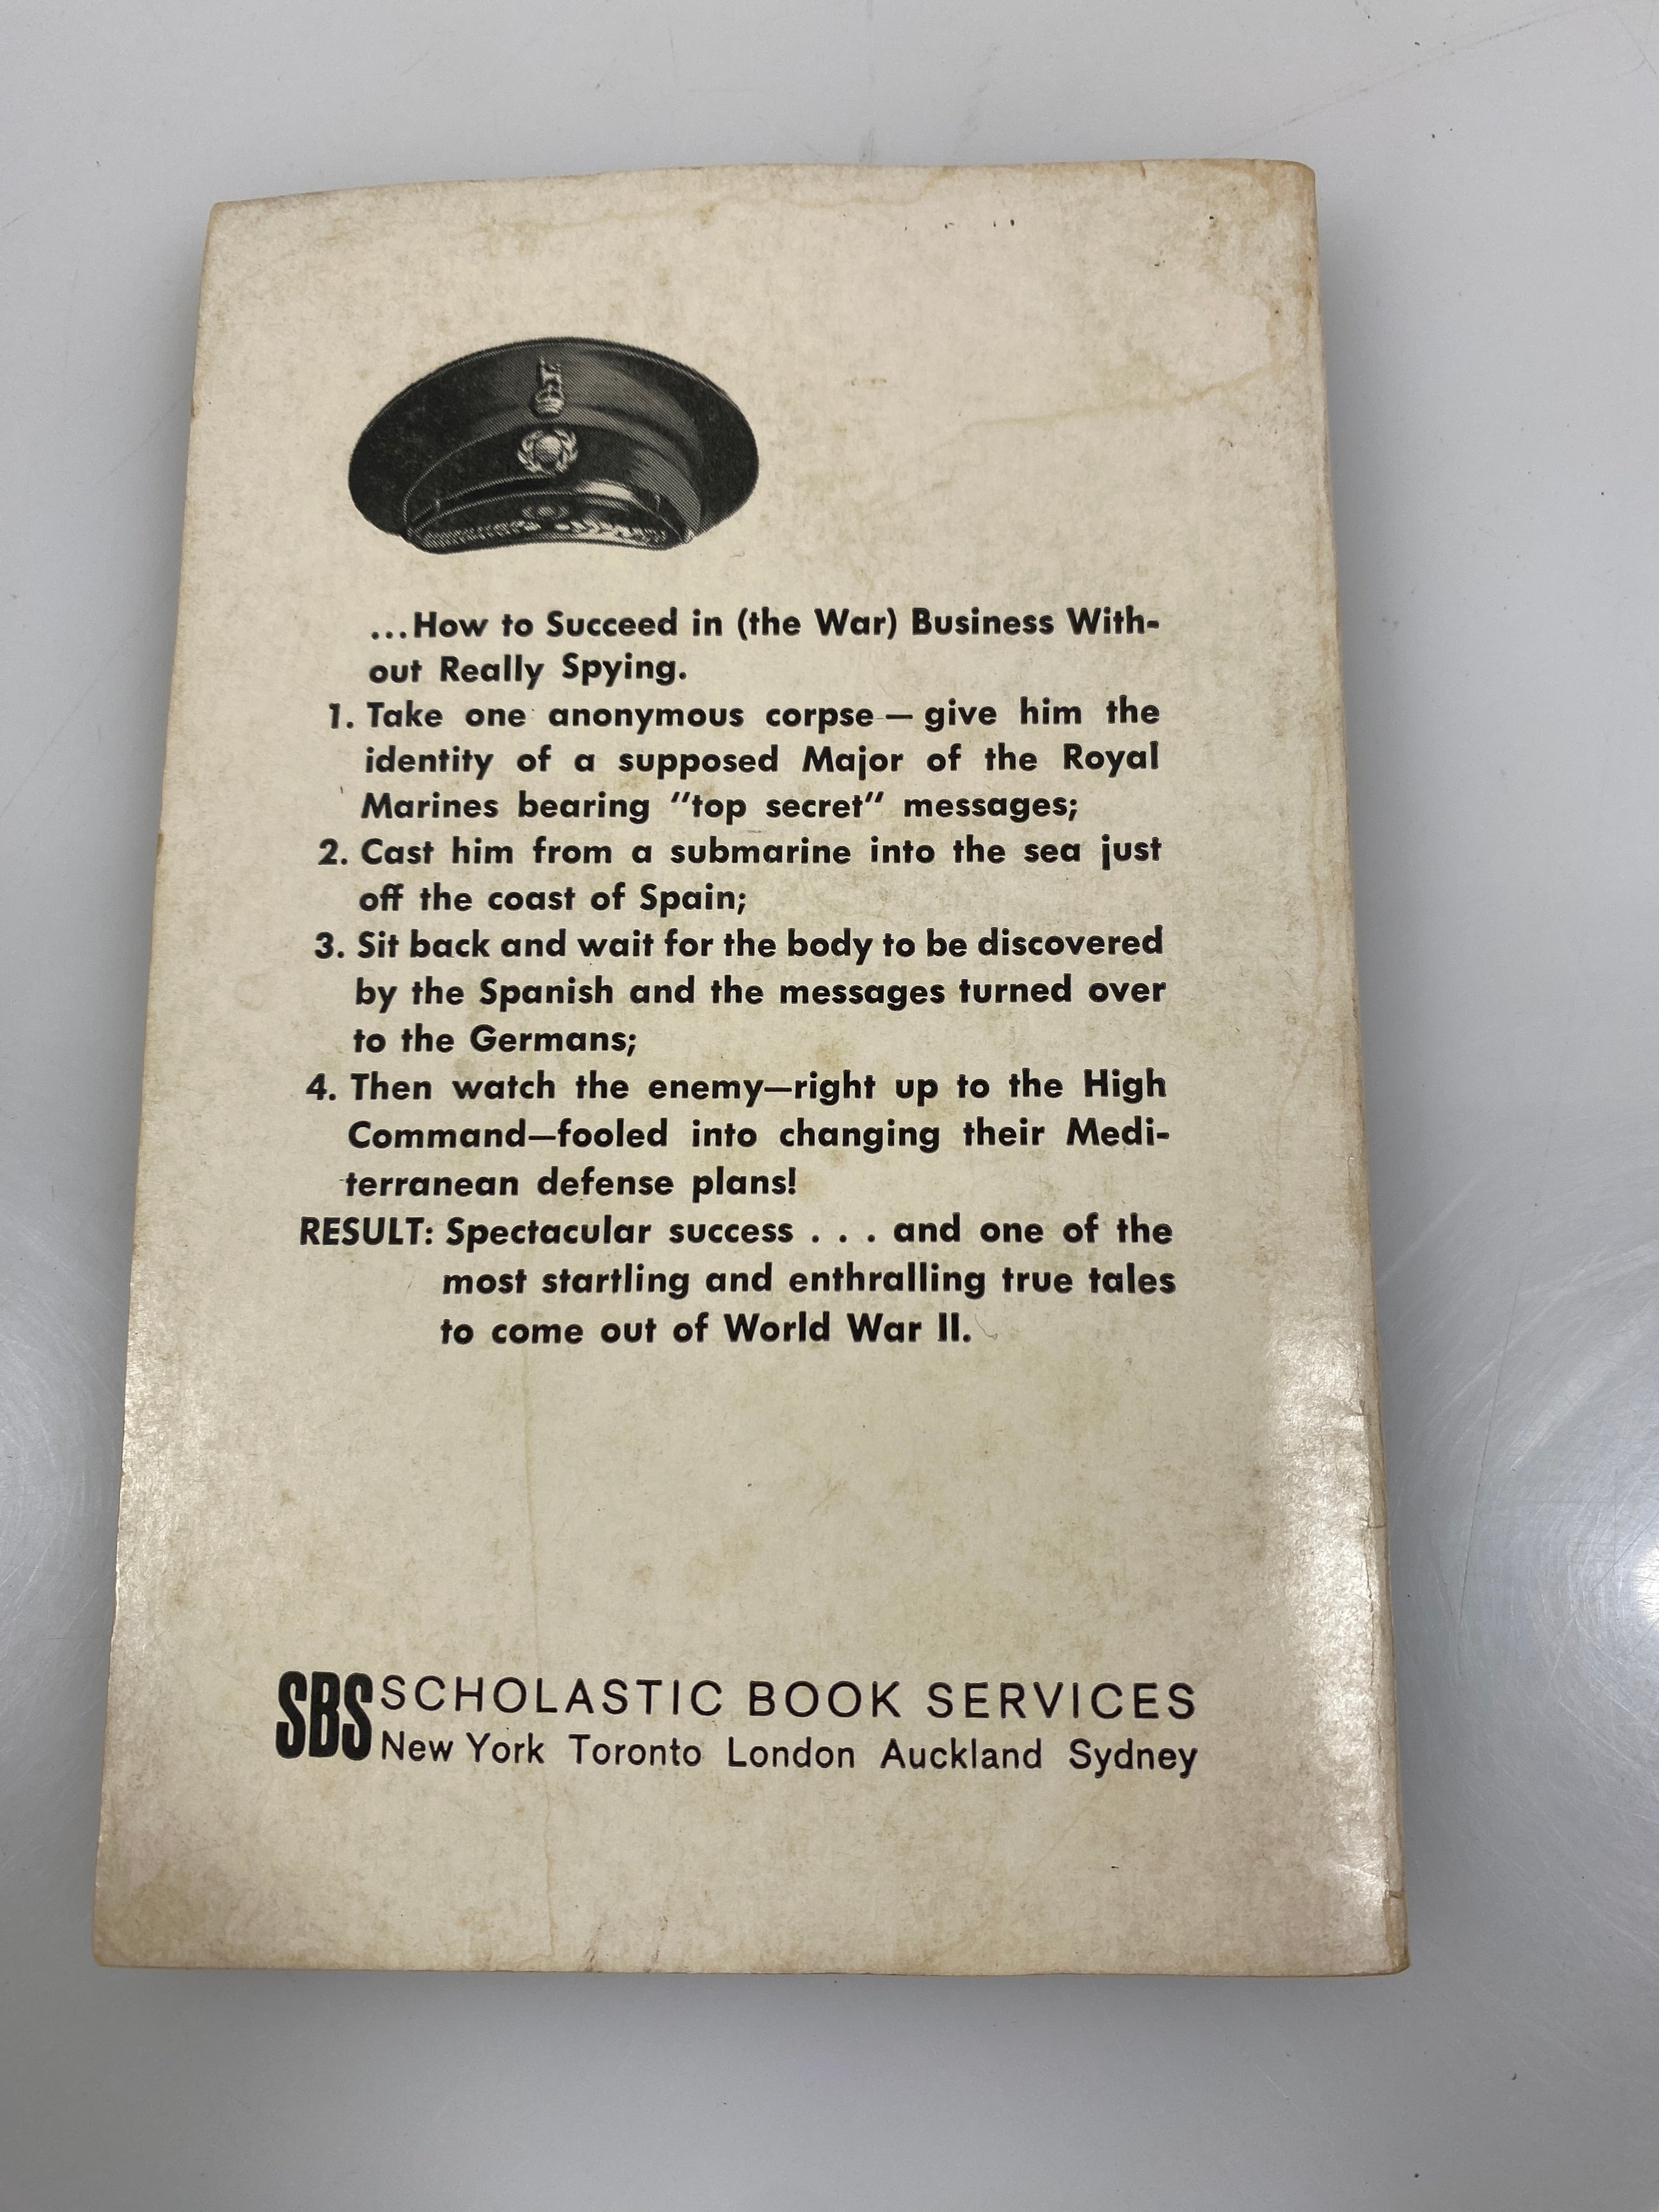 ...How to Succeed in (the War) Business With-
out Really Spying.
1. Take one anonymous corpse — give him the
identity of a supposed Major of the Royal
Marines bearing "top secret" messages;
2. Cast him from a submarine into the sea just
off the coast of Spain;
3. Sit back and wait for the body to be discovered
by the Spanish and the messages turned over
to the Germans;
4. Then watch the enemy—right up to the High
Command—fooled into changing their Medi-
terranean defense plans!
RESULT: Spectacular success . . . and one of the
most startling and enthralling true tales
to come out of World War II.
SBS SCHOLASTIC BOOK SERVICES
New York Toronto London Auckland Sydney